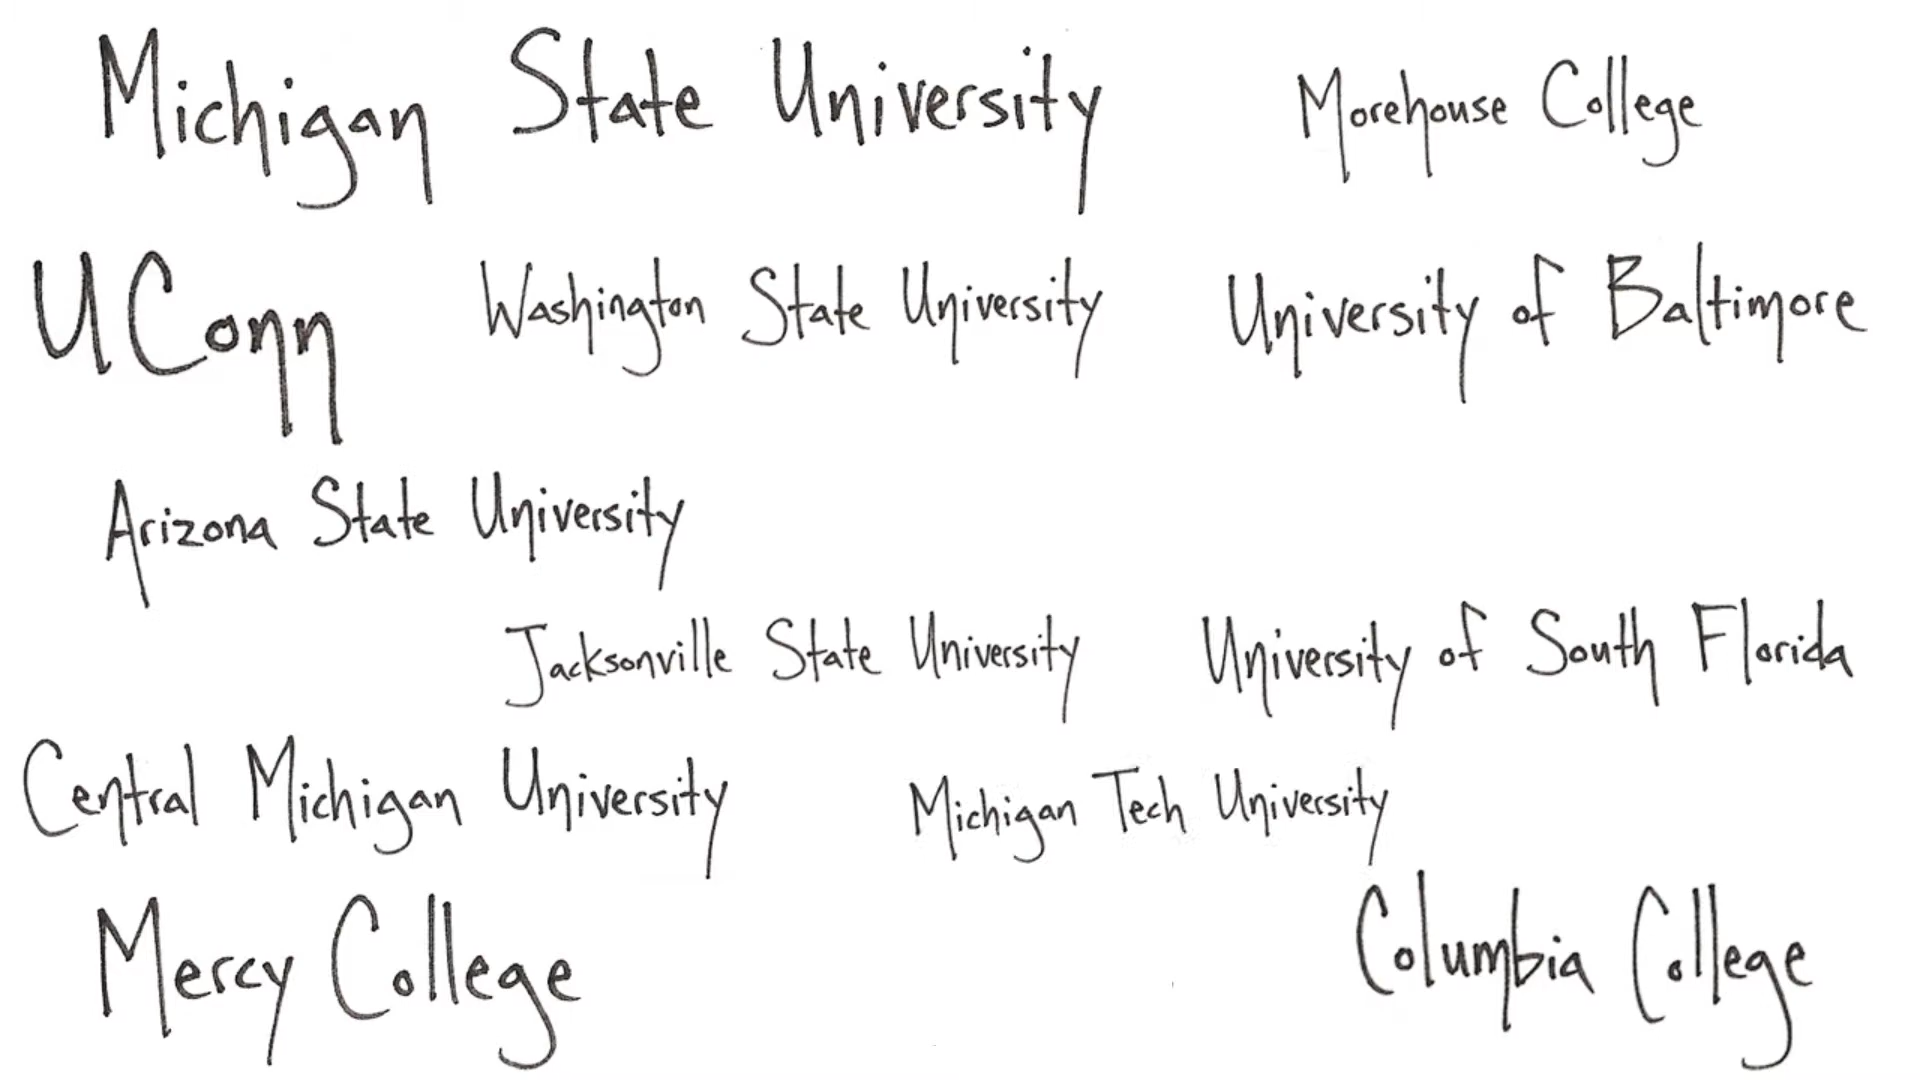 Michigan State University Morehouse College
UConn Washington State University University of Baltimore
Arizona State University
Jacksonville State University University of South Florida
Central Michigan University Michigan Tech University
Mercy College Columbia College